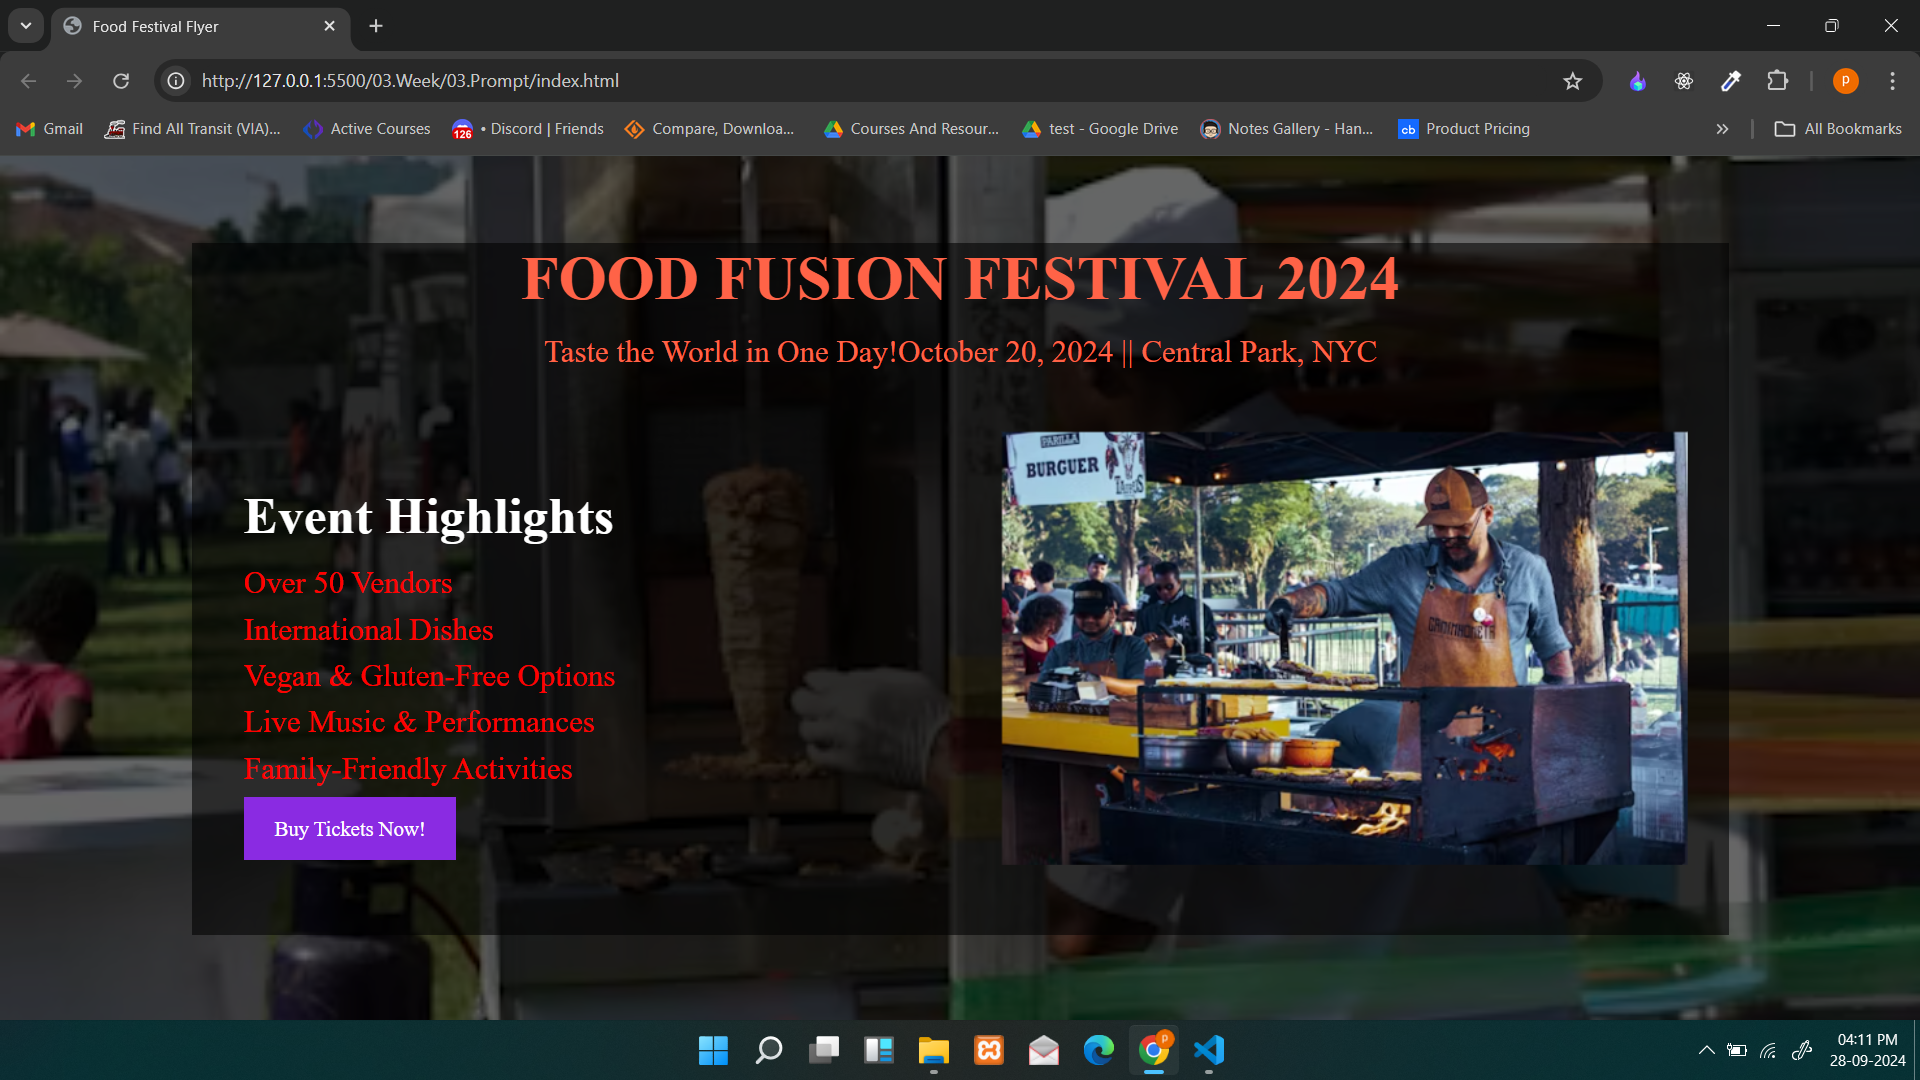 Food Festival Flyer
http://127.0.0.1:5500/03.Week/03.Prompt/index.html
P
Gmail
Find All Transit (VIA)...
Active Courses
126
• Discord | Friends
Compare, Downloa...
Courses And Resour...
test - Google Drive
Notes Gallery - Han...
cb
Product Pricing
All Bookmarks
FOOD FUSION FESTIVAL 2024
Taste the World in One Day!October 20, 2024 || Central Park, NYC
PARILLA
BURGUER
Event Highlights
Over 50 Vendors
International Dishes
Vegan & Gluten-Free Options
Live Music & Performances
Family-Friendly Activities
Buy Tickets Now!
P
04:11 PM
28-09-2024